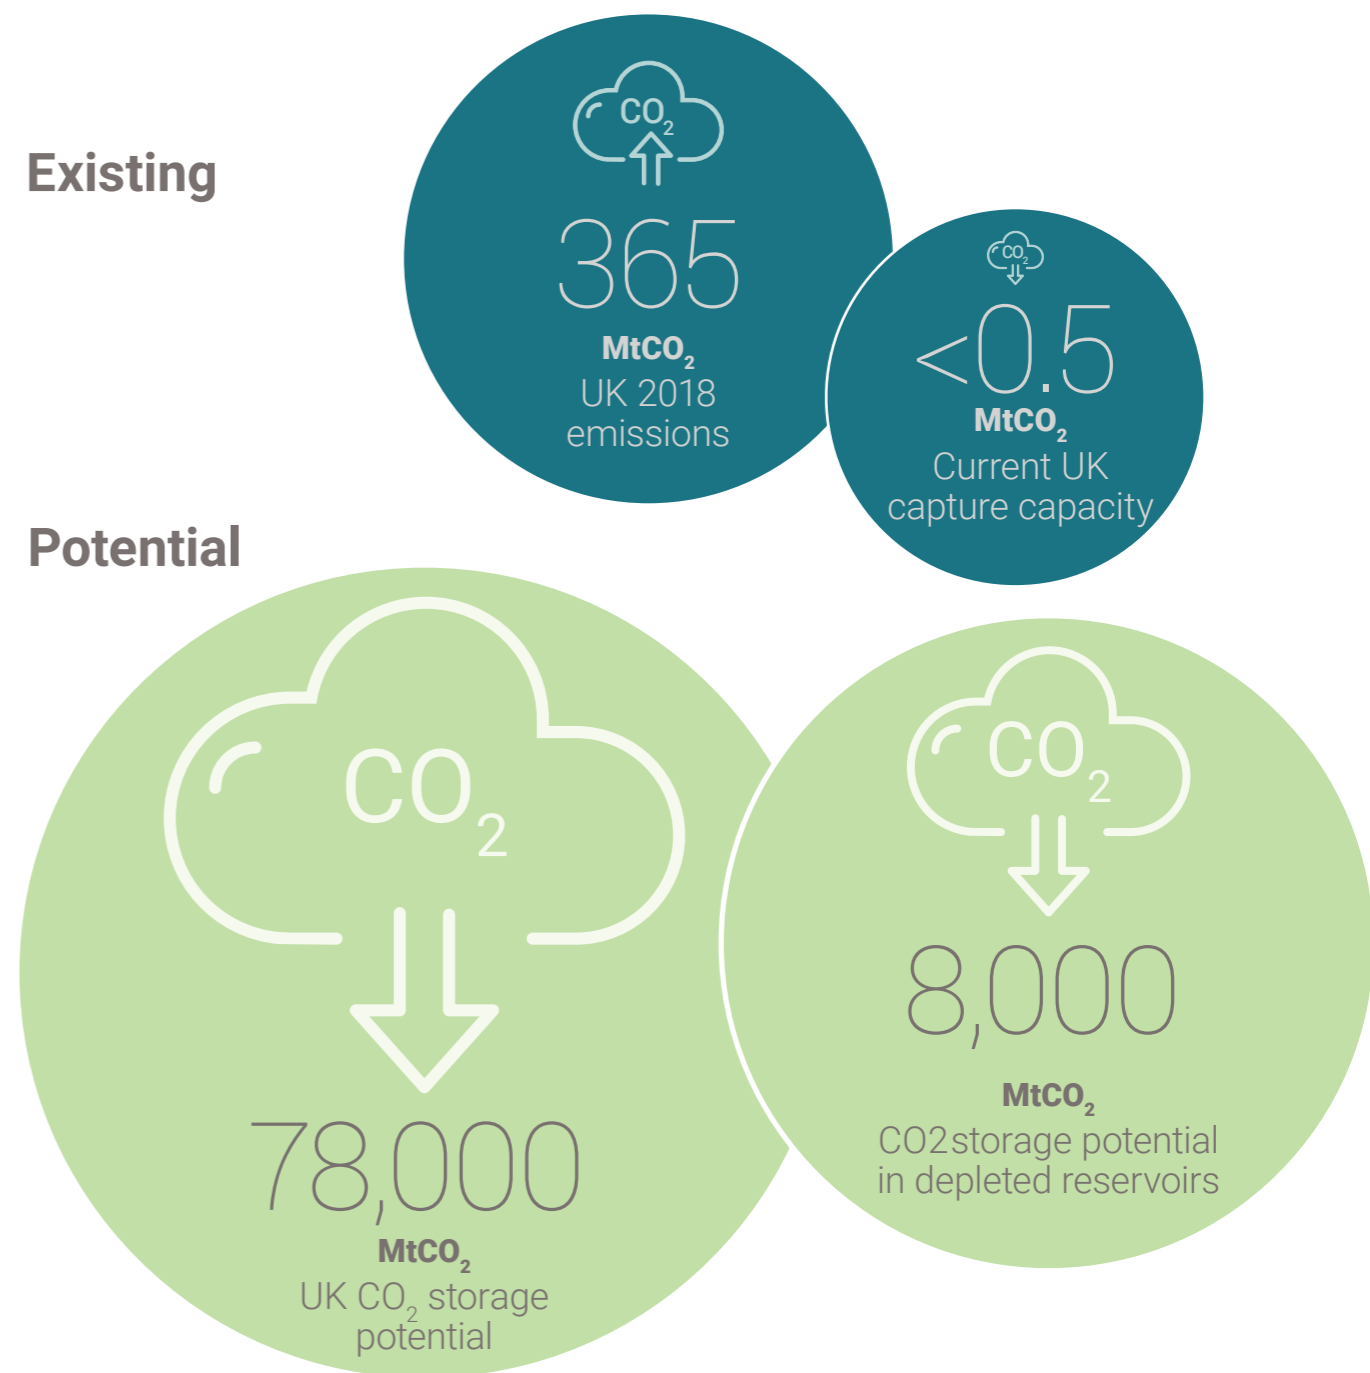 Existing
CO₂
365
MtCO₂
UK 2018
emissions
CO₂
<0.5
MtCO₂
Current UK
capture capacity
Potential
CO₂
78,000
MtCO₂
UK CO₂ storage
potential
CO₂
8,000
MtCO₂
CO2storage potential
in depleted reservoirs